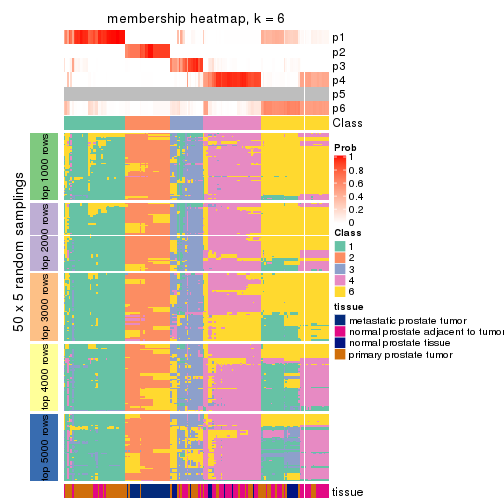 membership heatmap, k = 6
p1
p2
p3
p4
p5
p6
Class
50 x 5 random samplings
top 1000 rows
top 2000 rows
top 3000 rows
top 4000 rows
top 5000 rows
Prob
1
0.8
0.6
0.4
0.2
0
Class
1
2
3
4
6
tissue
metastatic prostate tumor
normal prostate adjacent to tumor
normal prostate tissue
primary prostate tumor
tissue